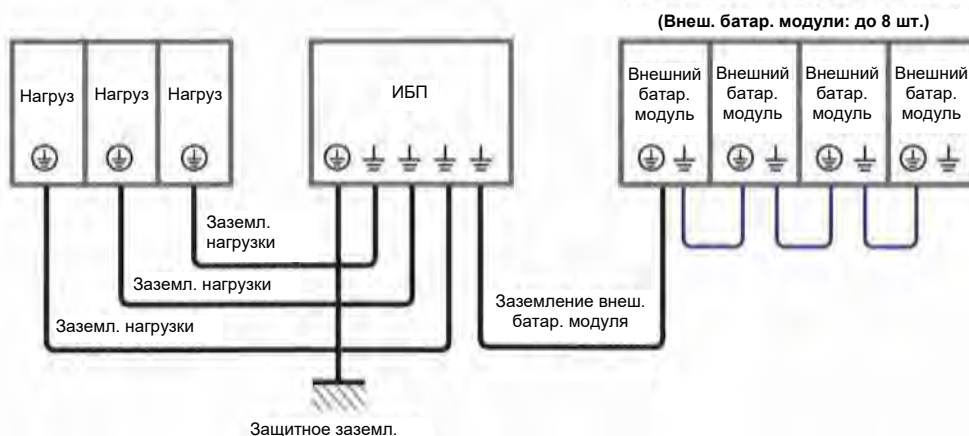 (Внеш. батар. модули: до 8 шт.)
Нагруз
Нагруз
Нагруз
ИБП
Внешний
батар.
модуль
Внешний
батар.
модуль
Внешний
батар.
модуль
Внешний
батар.
модуль
Заземл.
нагрузки
Заземл. нагрузки
Заземл. нагрузки
Заземление внеш.
батар. модуля
Защитное заземл.